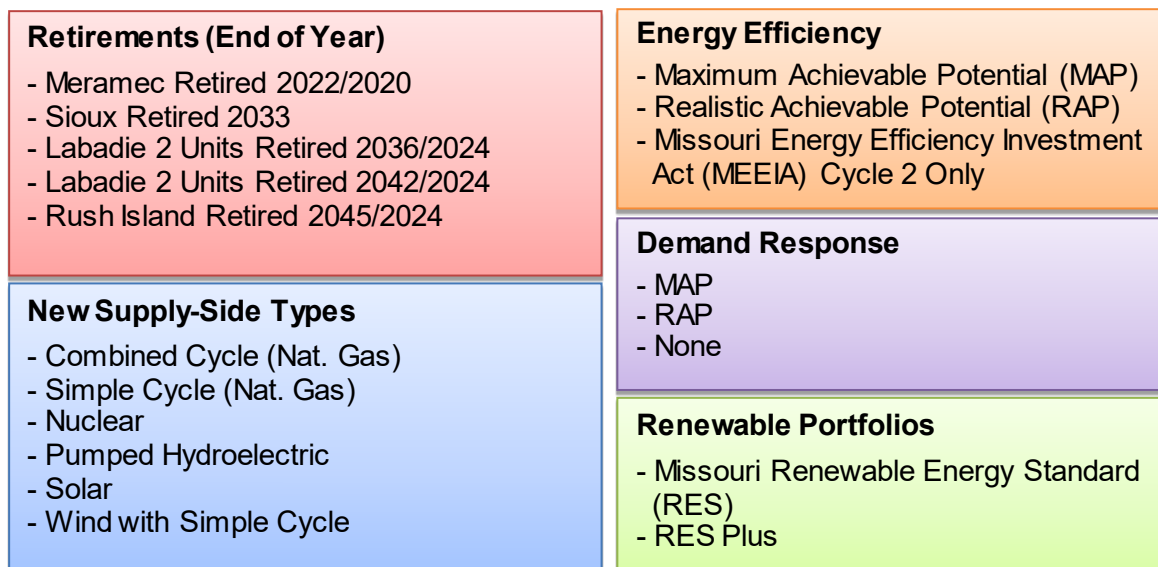 Retirements (End of Year)
- Meramec Retired 2022/2020
- Sioux Retired 2033
- Labadie 2 Units Retired 2036/2024
- Labadie 2 Units Retired 2042/2024
- Rush Island Retired 2045/2024
New Supply-Side Types
- Combined Cycle (Nat. Gas)
- Simple Cycle (Nat. Gas)
- Nuclear
- Pumped Hydroelectric
- Solar
- Wind with Simple Cycle
Energy Efficiency
- Maximum Achievable Potential (MAP)
- Realistic Achievable Potential (RAP)
- Missouri Energy Efficiency Investment
Act (MEEIA) Cycle 2 Only
Demand Response
- MAP
- RAP
- None
Renewable Portfolios
- Missouri Renewable Energy Standard
(RES)
- RES Plus